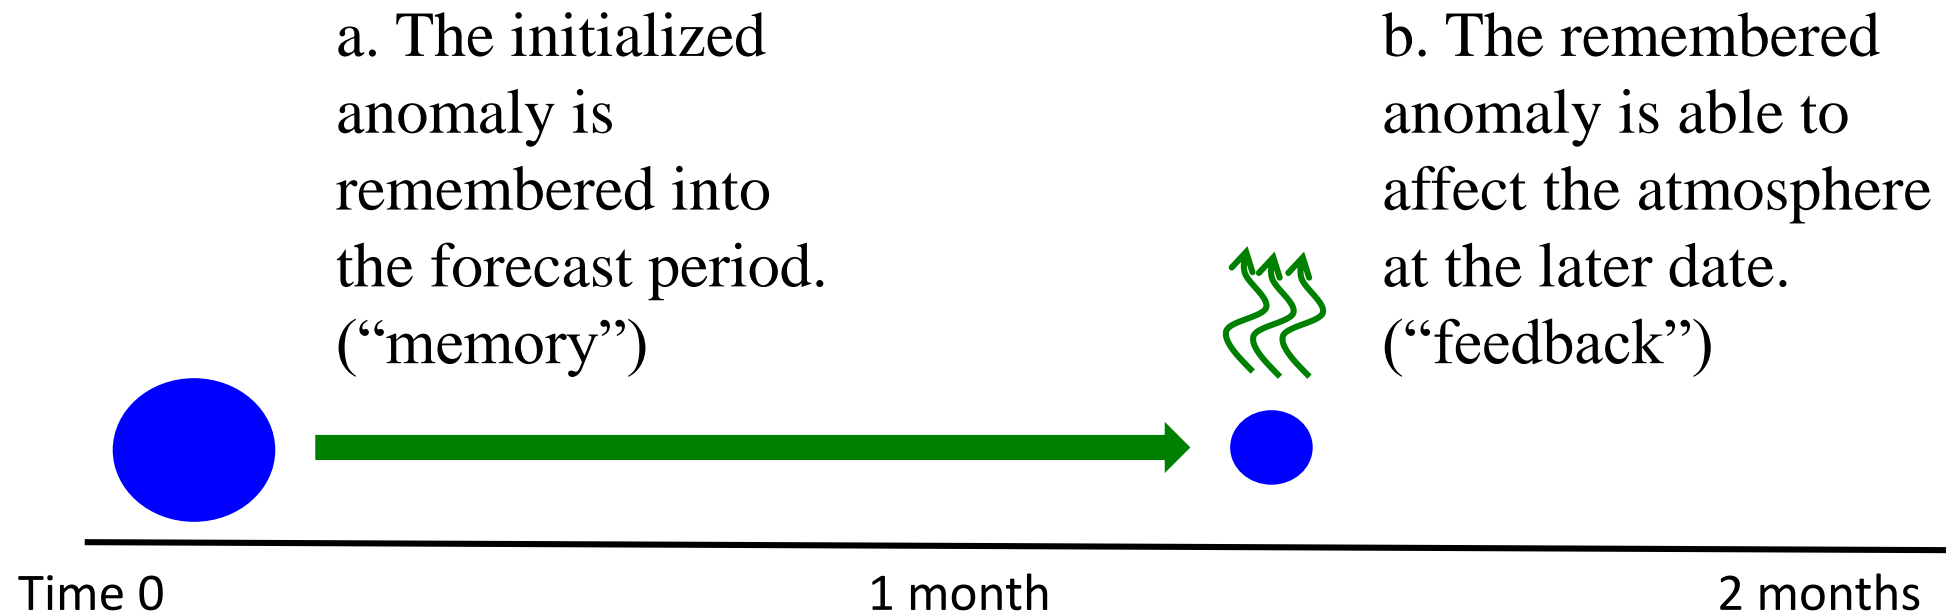 a. The initialized
anomaly is
remembered into
the forecast period.
(“memory”)
b. The remembered
anomaly is able to
affect the atmosphere
at the later date.
(“feedback”)
Time 0
1 month
2 months